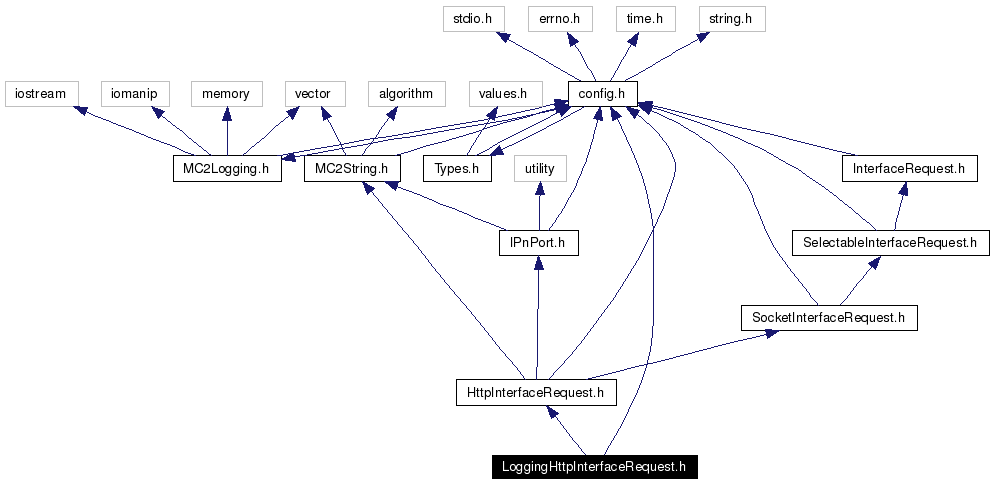 stdio.h
errno.h
time.h
string.h
iostream
iomanip
memory
vector
algorithm
values.h
config.h
MC2Logging.h
MC2String.h
Types.h
utility
InterfaceRequest.h
IPnPort.h
SelectableInterfaceRequest.h
SocketInterfaceRequest.h
HttpInterfaceRequest.h
LoggingHttpInterfaceRequest.h